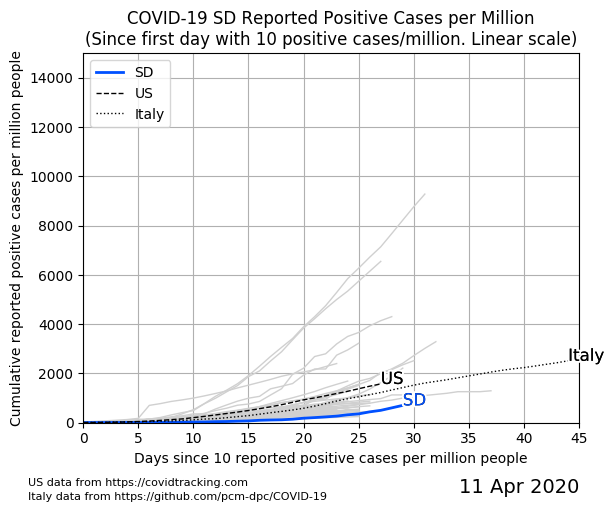 COVID-19 SD Reported Positive Cases per Million
(Since first day with 10 positive cases/million. Linear scale)
Cumulative reported positive cases per million people
14000
12000
10000
8000
6000
4000
2000
0
SD
US
Italy
US
SD
Italy
0 5 10 15 20 25 30 35 40 45
Days since 10 reported positive cases per million people
US data from https://covidtracking.com
Italy data from https://github.com/pcm-dpc/COVID-19
11 Apr 2020